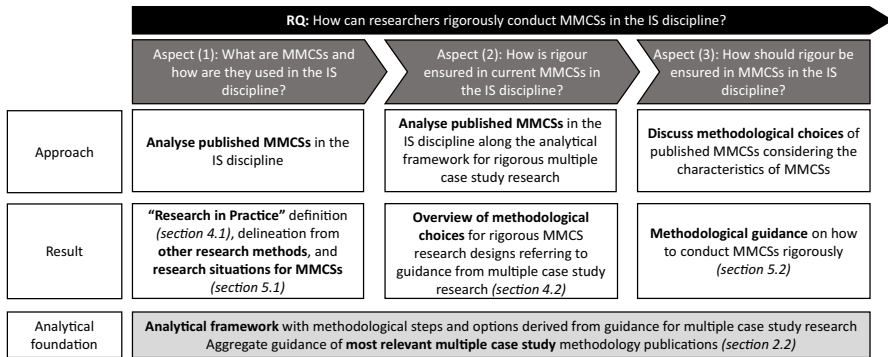 RQ: How can researchers rigorously conduct MMCSs in the IS discipline?
Aspect (1): What are MMCSs and
how are they used in the IS
discipline?
Aspect (2): How is rigour
ensured in current MMCSs in
the IS discipline?
Aspect (3): How should rigour be
ensured in MMCSs in the IS
discipline?
Approach
Analyse published MMCSs in the
IS discipline
Analyse published MMCSs in the
IS discipline along the analytical
framework for rigorous multiple
case study research
Discuss methodological choices of
published MMCSs considering the
characteristics of MMCSs
Result
“Research in Practice” definition
(section 4.1), delineation from
other research methods, and
research situations for MMCSs
(section 5.1)
Overview of methodological
choices for rigorous MMCS
research designs referring to
guidance from multiple case study
research (section 4.2)
Methodological guidance on how
to conduct MMCSs rigorously
(section 5.2)
Analytical
foundation
Analytical framework with methodological steps and options derived from guidance for multiple case study research
Aggregate guidance of most relevant multiple case study methodology publications (section 2.2)